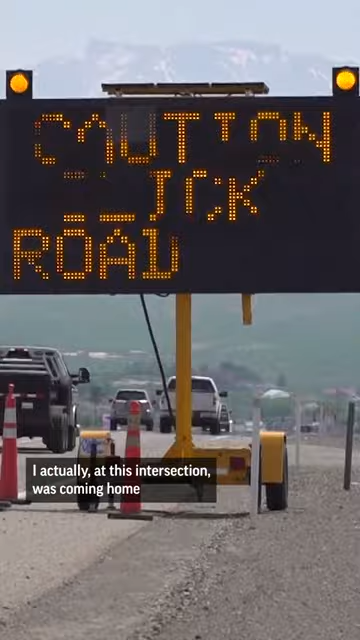 CAUTION
ROAD
I actually, at this intersection,
was coming home